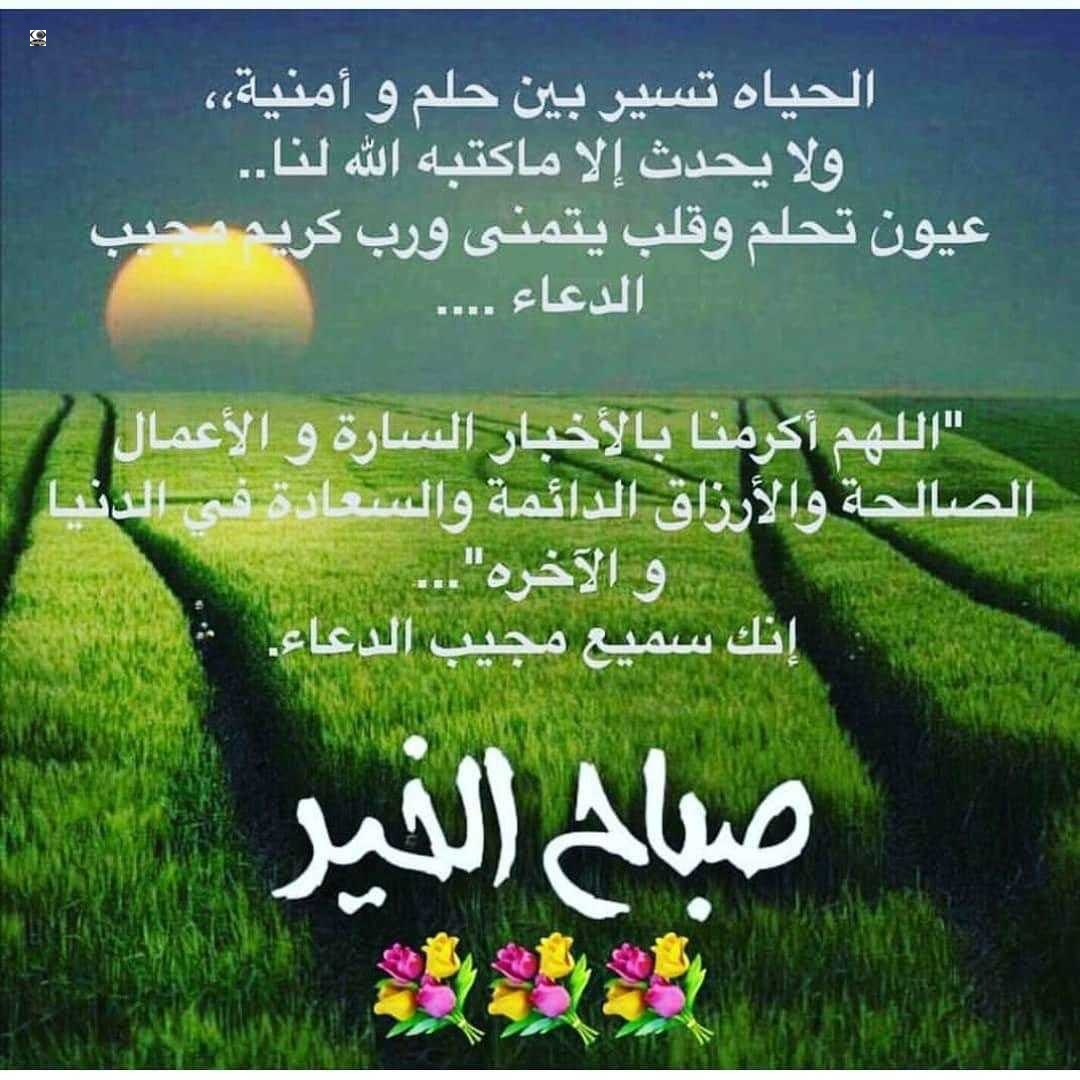 الحياه تسير بين حلم و أمنية،،
ولا يحدث إلا ماكتبه الله لنا..
عيون تحلم وقلب يتمنى ورب كريم مجيب
الدعاء ....
"اللهم أكرمنا بالأخبار السارة و الأعمال
الصالحة والأرزاق الدائمة والسعادة في الدنيا
و الآخره"...
إنك سميع مجيب الدعاء.
صباح الخير